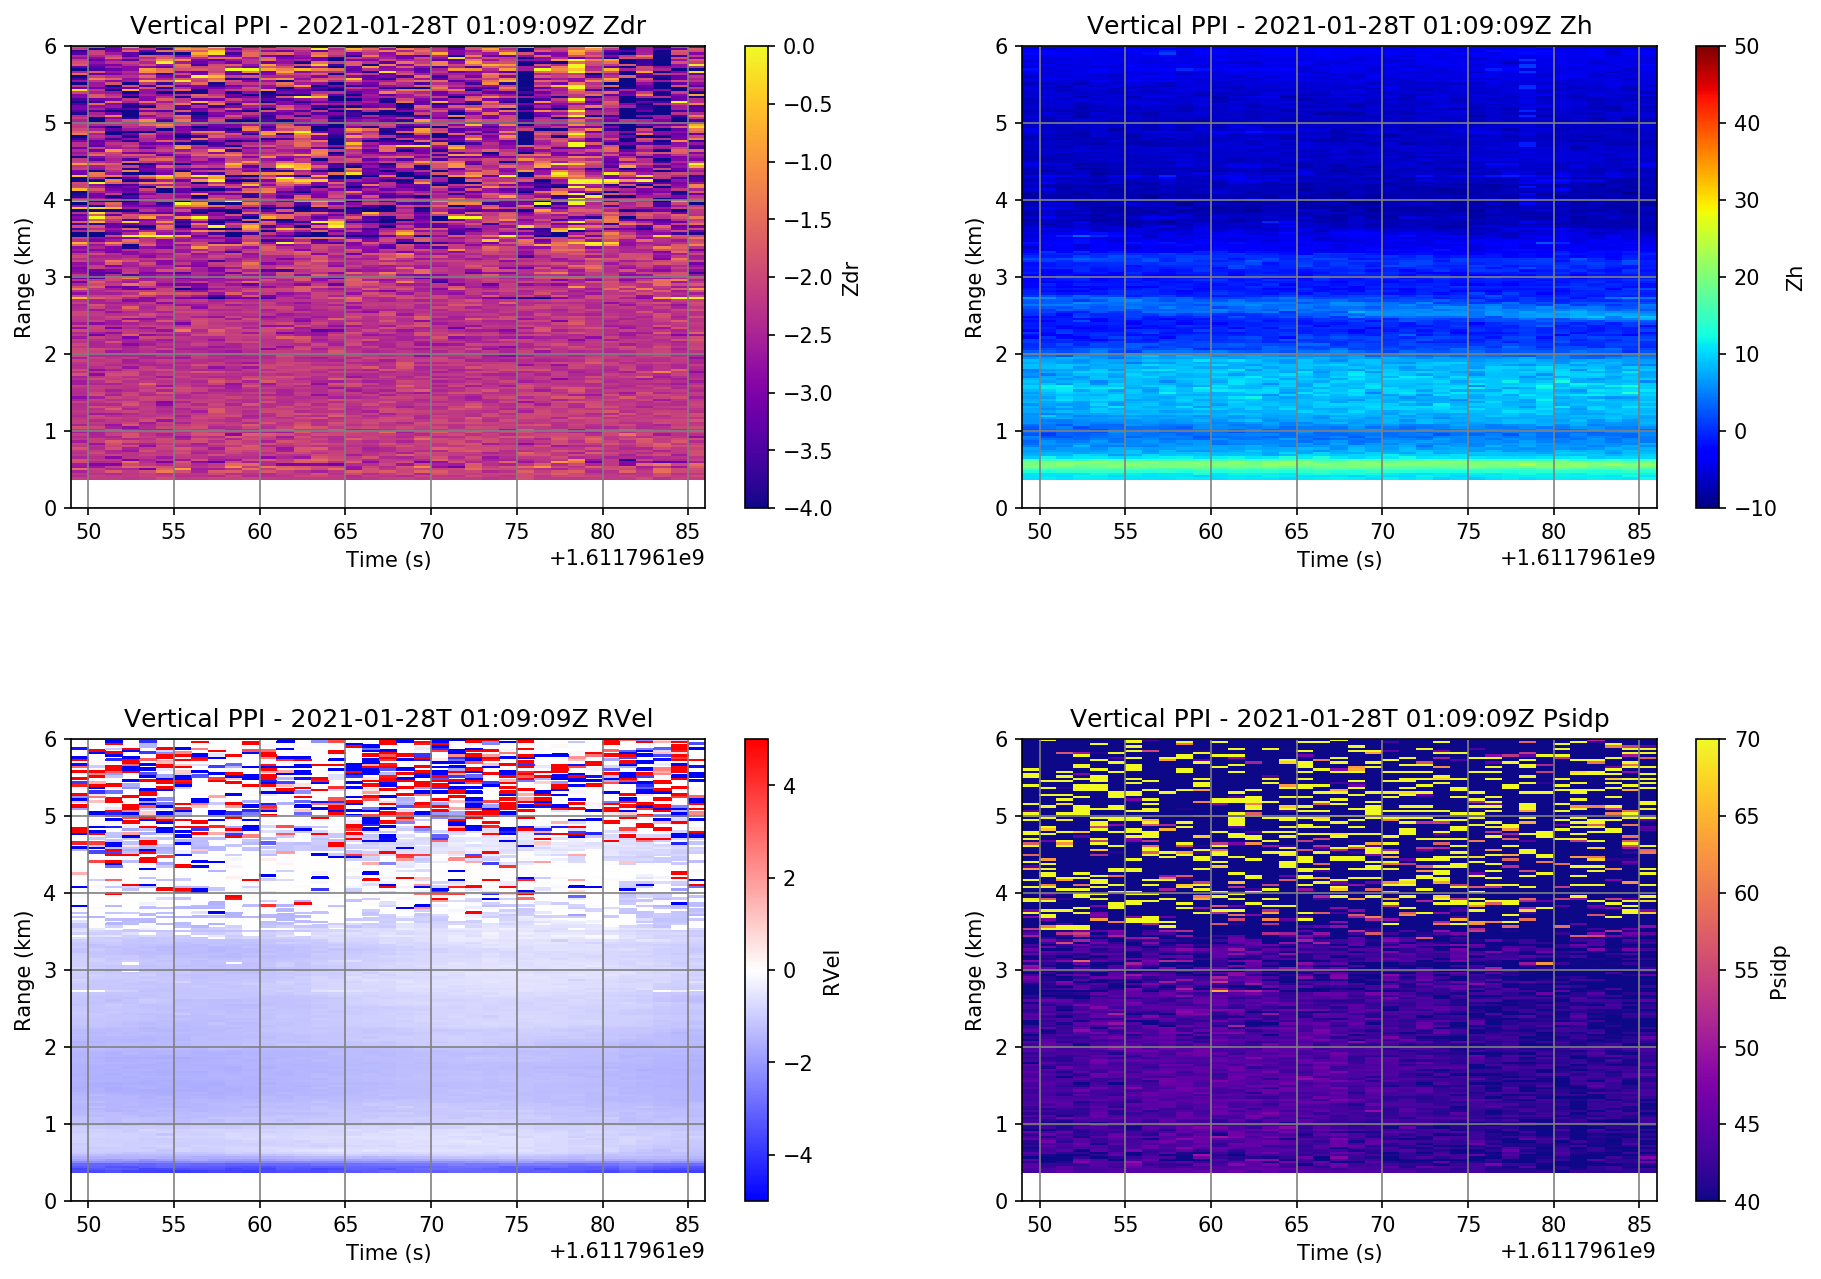 Vertical PPI - 2021-01-28T 01:09:09Z Zdr
6
5
4
3
2
1
0
Range (km)
50 55 60 65 70 75 80 85
Time (s)
+1.6117961e9
0.0
−0.5
−1.0
−1.5
−2.0
−2.5
−3.0
−3.5
−4.0
Zdr
Vertical PPI - 2021-01-28T 01:09:09Z Zh
6
5
4
3
2
1
0
Range (km)
50 55 60 65 70 75 80 85
Time (s)
+1.6117961e9
50
40
30
20
10
0
−10
Zh
Vertical PPI - 2021-01-28T 01:09:09Z RVel
6
5
4
3
2
1
0
Range (km)
50 55 60 65 70 75 80 85
Time (s)
+1.6117961e9
4
2
0
−2
−4
RVel
Vertical PPI - 2021-01-28T 01:09:09Z Psidp
6
5
4
3
2
1
0
Range (km)
50 55 60 65 70 75 80 85
Time (s)
+1.6117961e9
70
65
60
55
50
45
40
Psidp